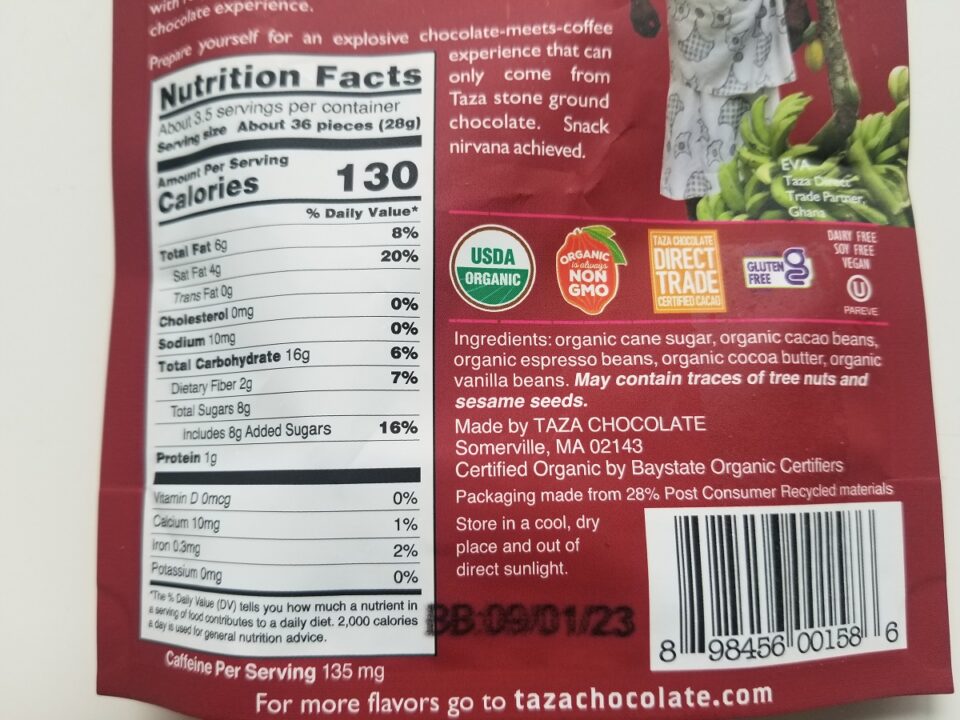 with
chocolate experience.
Prepare yourself for an explosive chocolate-meets-coffee
experience that can
only come from
Taza stone ground
chocolate. Snack
nirvana achieved.
Nutrition Facts
About 3.5 servings per container
Serving size About 36 pieces (28g)
Amount Per Serving
Calories 130
% Daily Value*
Total Fat 6g 8%
Sat Fat 4g 20%
Trans Fat 0g
Cholesterol 0mg 0%
Sodium 10mg 0%
Total Carbohydrate 16g 6%
Dietary Fiber 2g 7%
Total Sugars 8g
Includes 8g Added Sugars 16%
Protein 1g
Vitamin D 0mcg 0%
Calcium 10mg 1%
Iron 0.3mg 2%
Potassium 0mg 0%
*The % Daily Value (DV) tells you how much a nutrient in
a serving of food contributes to a daily diet. 2,000 calories
a day is used for general nutrition advice.
Caffeine Per Serving 135 mg
EVA
Taza Direct
Trade Partner,
Ghana
USDA
ORGANIC
ORGANIC
is always
NON
GMO
TAZA CHOCOLATE
DIRECT
TRADE
CERTIFIED CACAO
GLUTEN
FREE
g
DAIRY FREE
SOY FREE
VEGAN
U
PAREVE
Ingredients: organic cane sugar, organic cacao beans,
organic espresso beans, organic cocoa butter, organic
vanilla beans. May contain traces of tree nuts and
sesame seeds.
Made by TAZA CHOCOLATE
Somerville, MA 02143
Certified Organic by Baystate Organic Certifiers
Packaging made from 28% Post Consumer Recycled materials
Store in a cool, dry
place and out of
direct sunlight.
BB:09/01/23
8 98456 00158 6
For more flavors go to tazachocolate.com